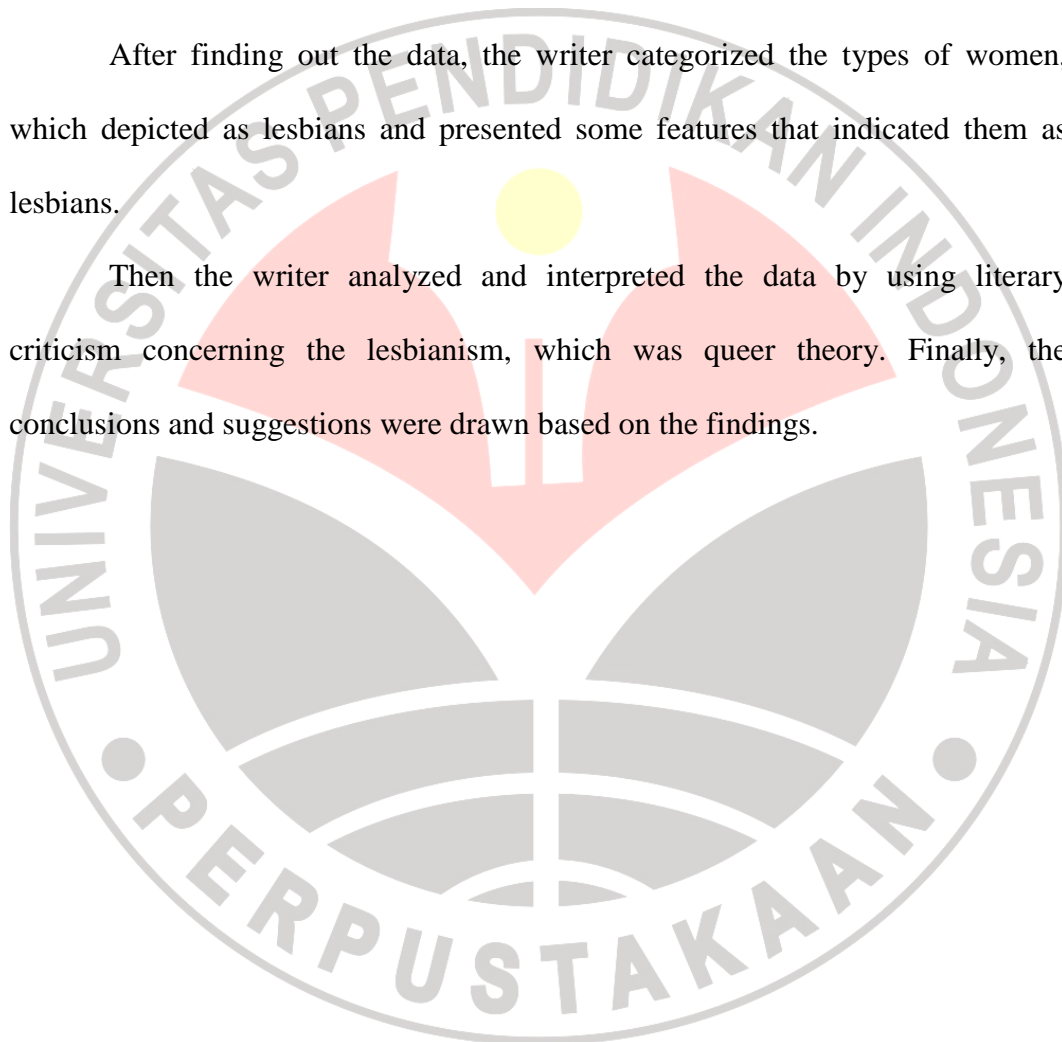 After finding out the data, the writer categorized the types of women,
which depicted as lesbians and presented some features that indicated them as
lesbians.
Then the writer analyzed and interpreted the data by using literary
criticism concerning the lesbianism, which was queer theory. Finally, the
conclusions and suggestions were drawn based on the findings.
UNIVERSITAS PENDIDIKAN INDONESIA
PERPUSTAKAAN